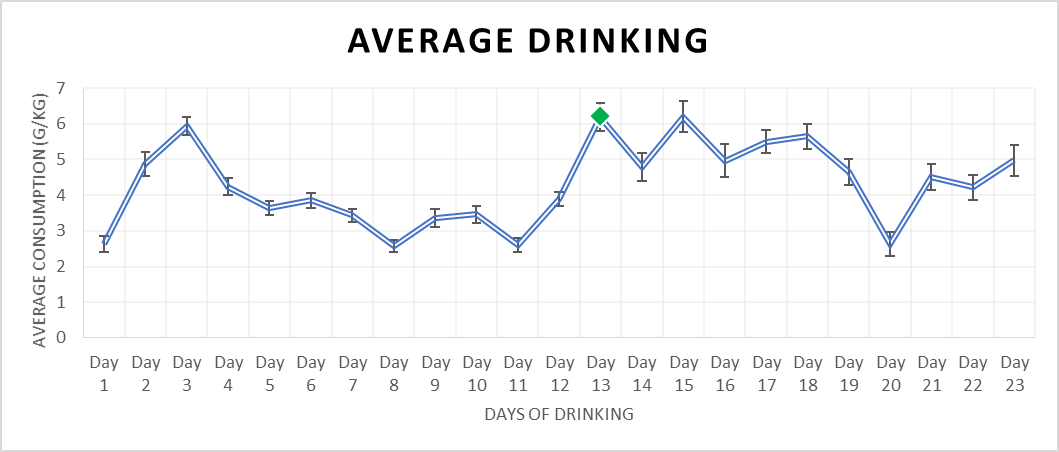 AVERAGE DRINKING
AVERAGE CONSUMPTION (G/KG)
7
6
5
4
3
2
1
0
Day 1
Day 2
Day 3
Day 4
Day 5
Day 6
Day 7
Day 8
Day 9
Day 10
Day 11
Day 12
Day 13
Day 14
Day 15
Day 16
Day 17
Day 18
Day 19
Day 20
Day 21
Day 22
Day 23
DAYS OF DRINKING